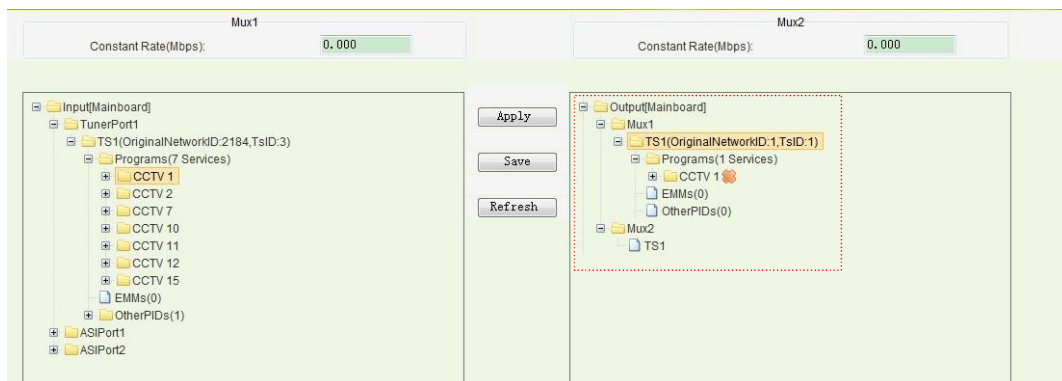 Mux1
Constant Rate(Mbps): 0.000
Mux2
Constant Rate(Mbps): 0.000
Input[Mainboard]
TunerPort1
TS1(OriginalNetworkID:2184,TsID:3)
Programs(7 Services)
CCTV 1
CCTV 2
CCTV 7
CCTV 10
CCTV 11
CCTV 12
CCTV 15
EMMs(0)
OtherPIDs(1)
ASIPort1
ASIPort2
Apply
Save
Refresh
Output[Mainboard]
Mux1
TS1(OriginalNetworkID:1,TsID:1)
Programs(1 Services)
CCTV 1
EMMs(0)
OtherPIDs(0)
Mux2
TS1